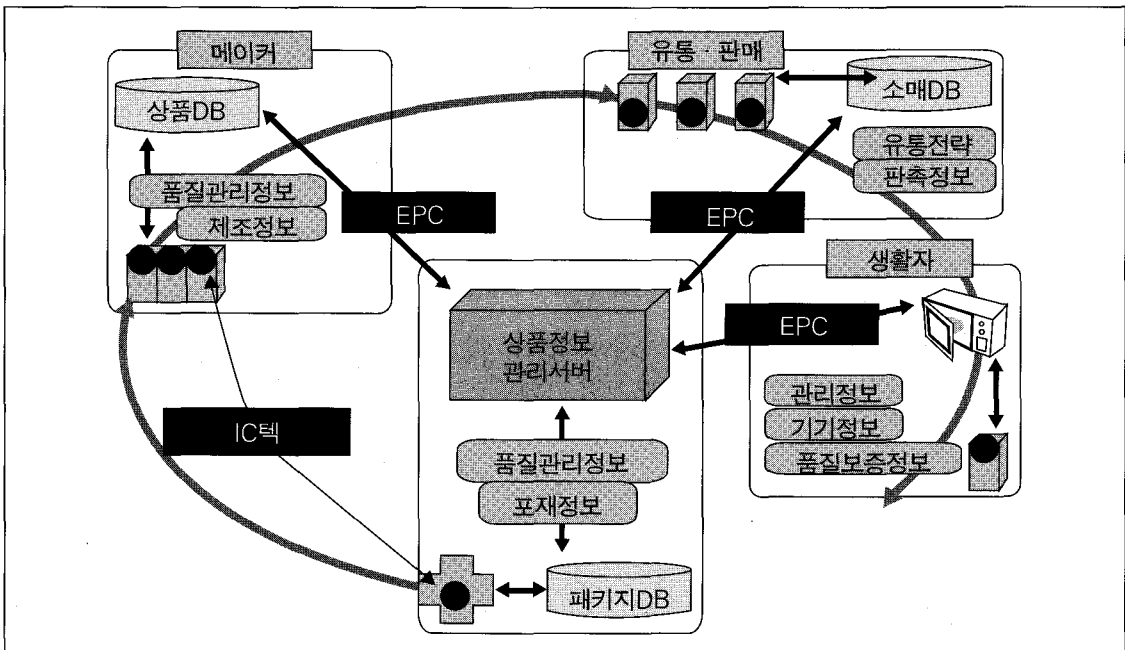 메이커
상품DB
품질관리정보
제조정보
EPC
유통·판매
소매DB
유통전략
판촉정보
EPC
생활자
EPC
관리정보
기기정보
품질보증정보
상품정보
관리서버
품질관리정보
포재정보
패키지DB
IC텍